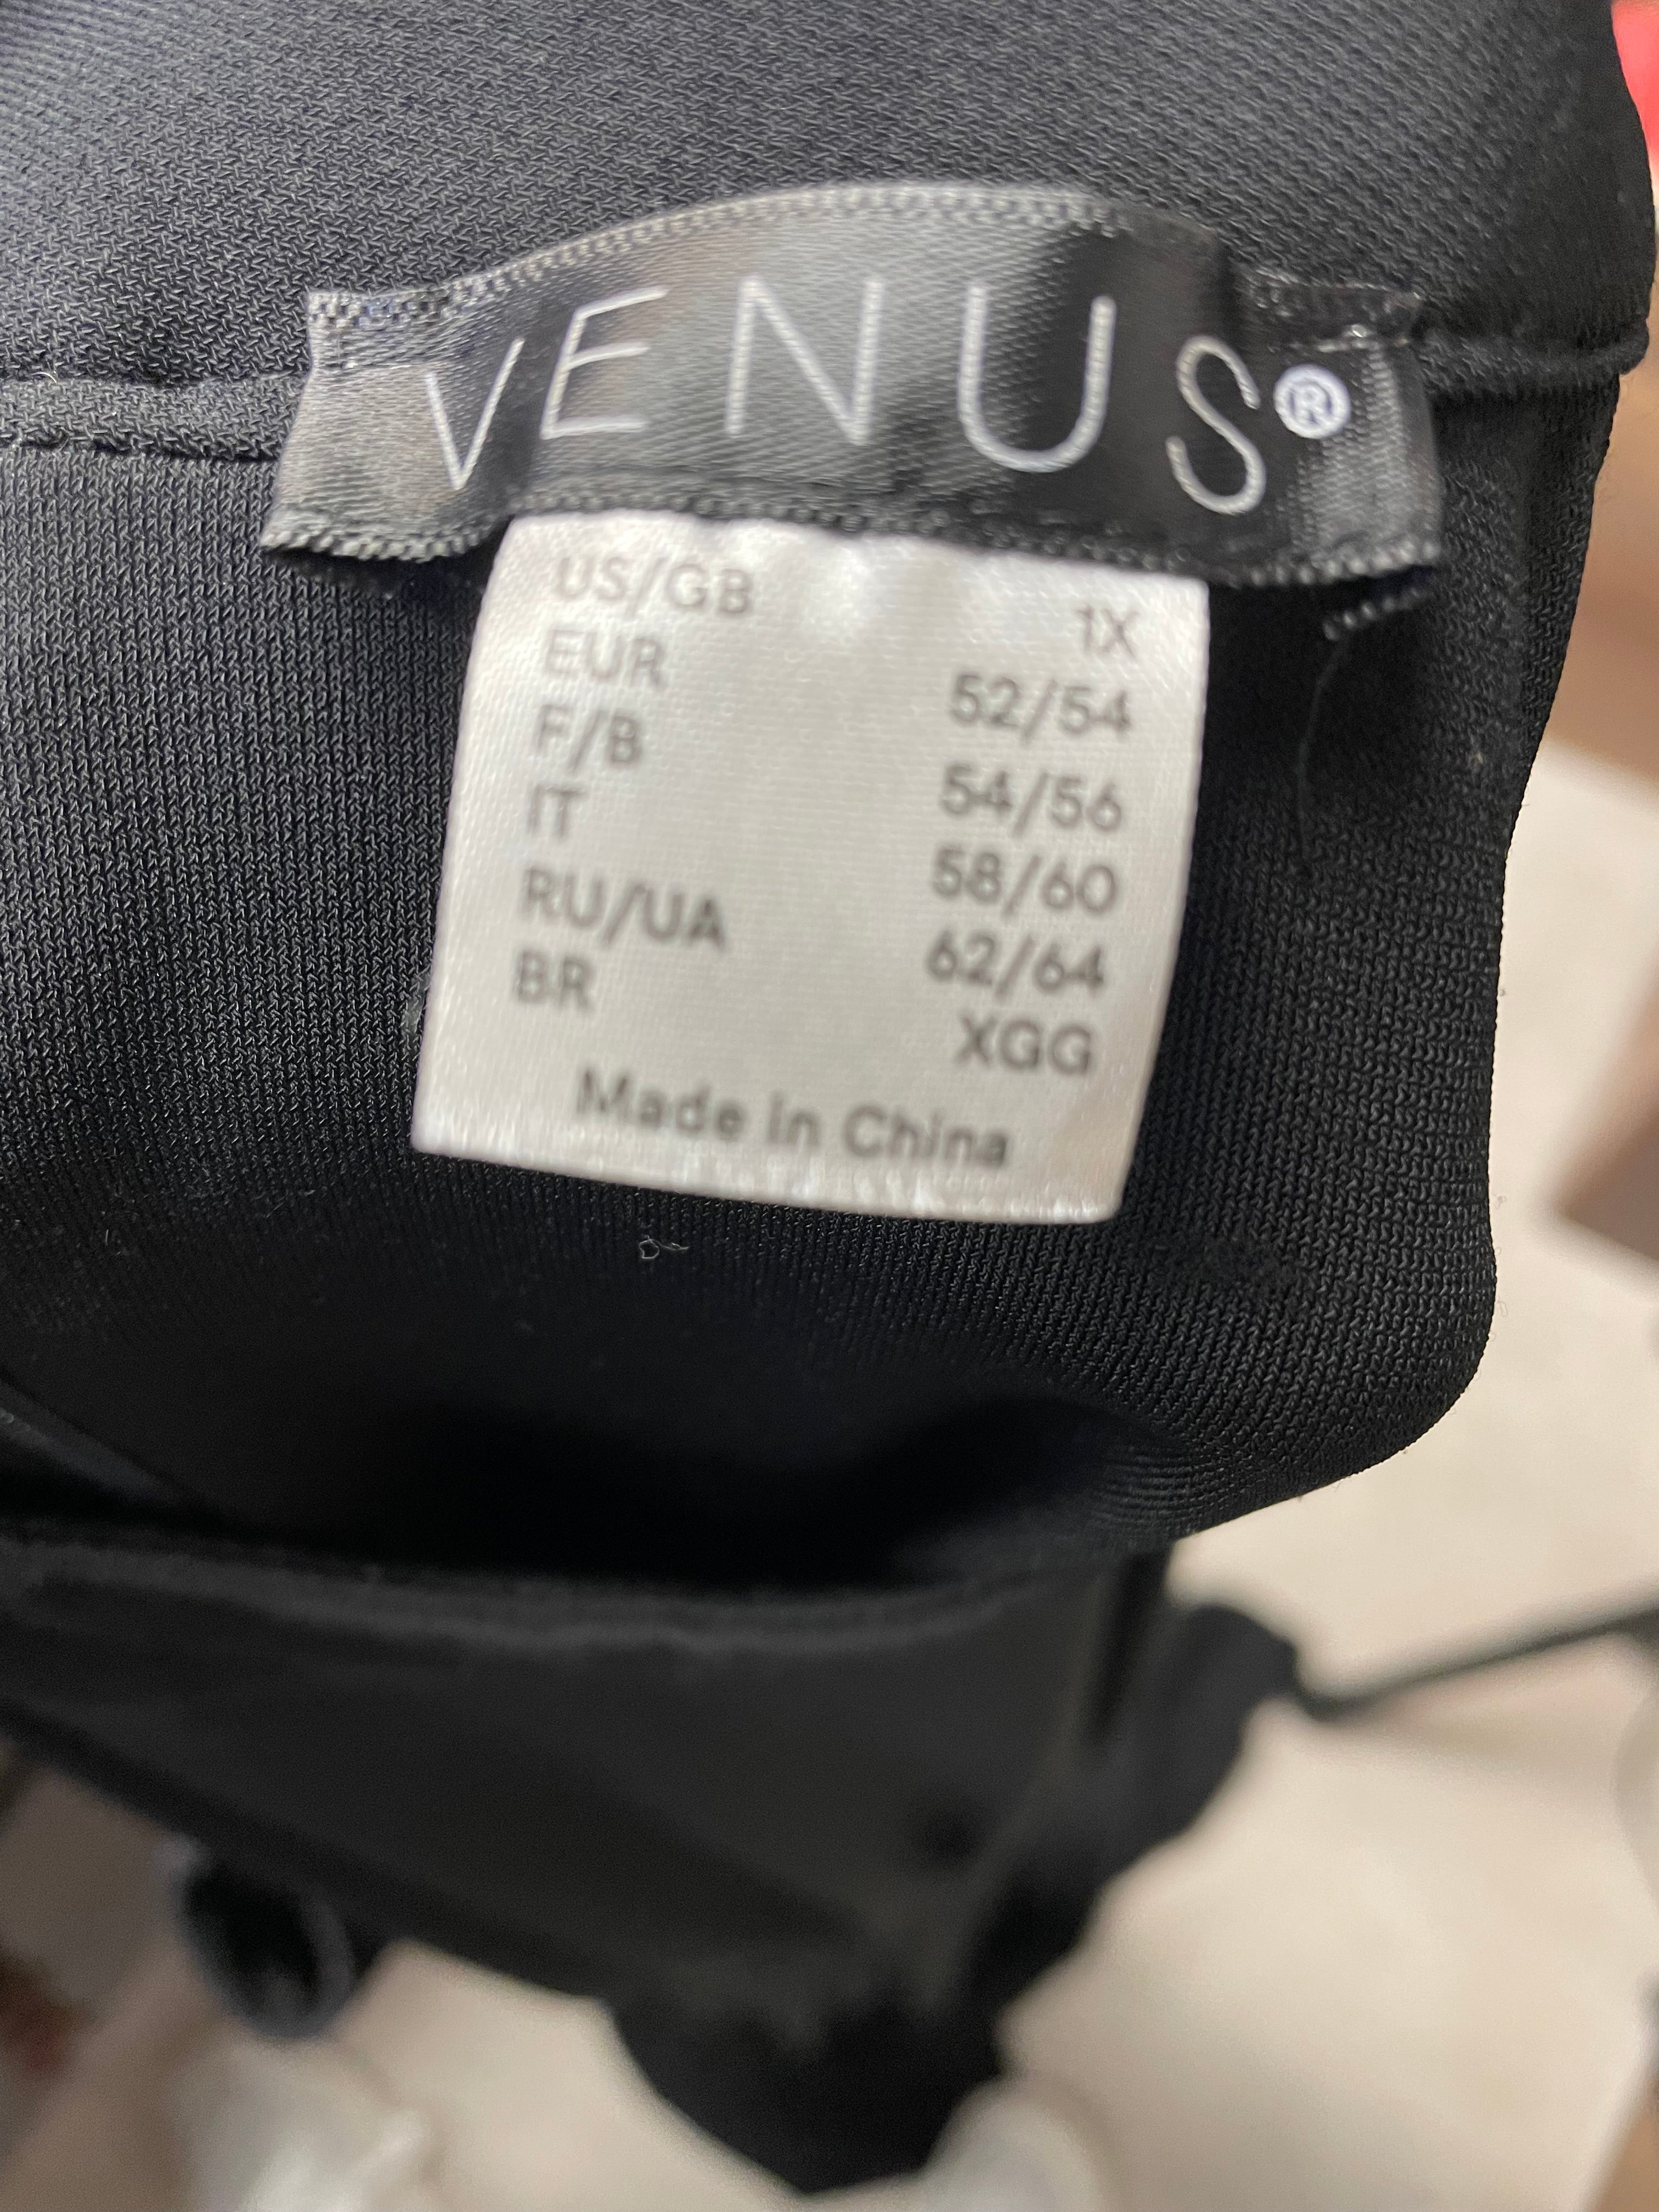 VENUS®
US/GB 1X
EUR 52/54
F/B 54/56
IT 58/60
RU/UA 62/64
BR XGG
Made in China